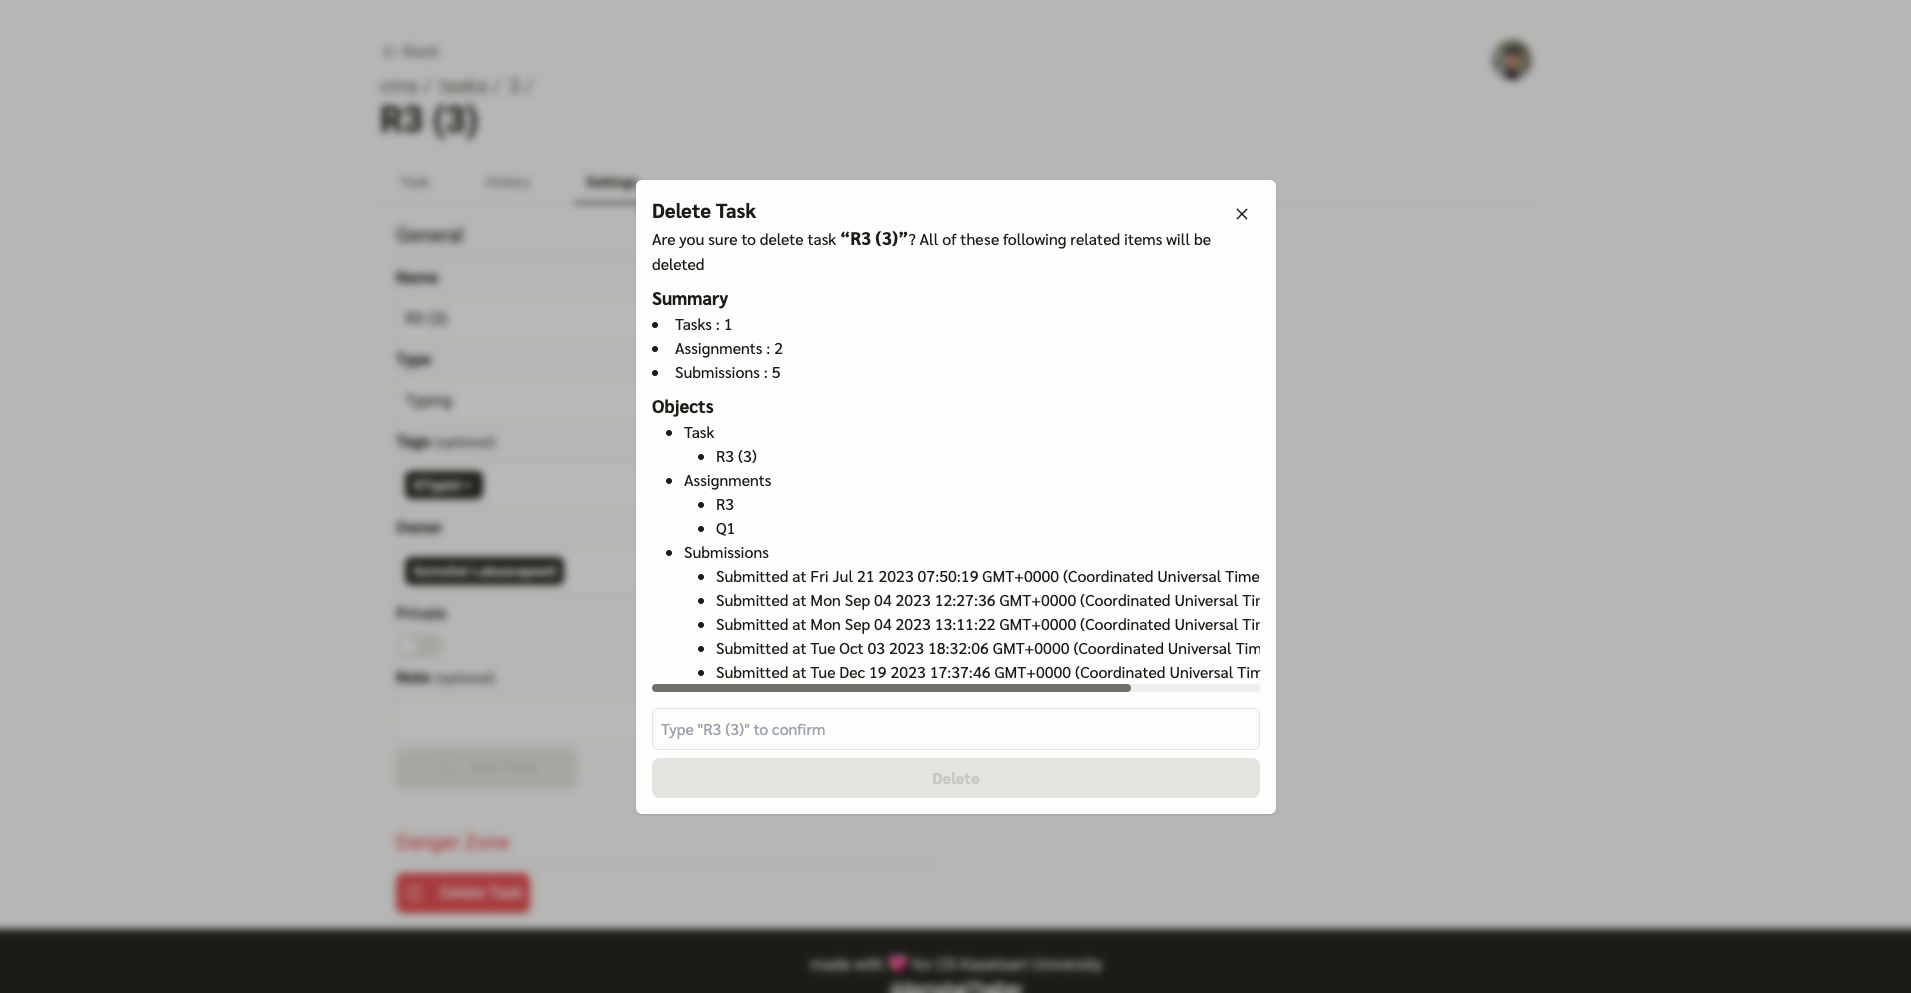 Back
cms / tasks / 3 /
R3 (3)
Task History Settings
General
Name
R3 (3)
Type
Typing
Tags (optional)
Owner
Private
Note (optional)
Edit Task
Danger Zone
Delete Task
Delete Task
Are you sure to delete task “R3 (3)”? All of these following related items will be
deleted
Summary
• Tasks : 1
• Assignments : 2
• Submissions : 5
Objects
• Task
• R3 (3)
• Assignments
• R3
• Q1
• Submissions
• Submitted at Fri Jul 21 2023 07:50:19 GMT+0000 (Coordinated Universal Time
• Submitted at Mon Sep 04 2023 12:27:36 GMT+0000 (Coordinated Universal Tir
• Submitted at Mon Sep 04 2023 13:11:22 GMT+0000 (Coordinated Universal Tir
• Submitted at Tue Oct 03 2023 18:32:06 GMT+0000 (Coordinated Universal Tim
• Submitted at Tue Dec 19 2023 17:37:46 GMT+0000 (Coordinated Universal Tim
Type "R3 (3)" to confirm
Delete
made with 💖 for CS Kasetsart University